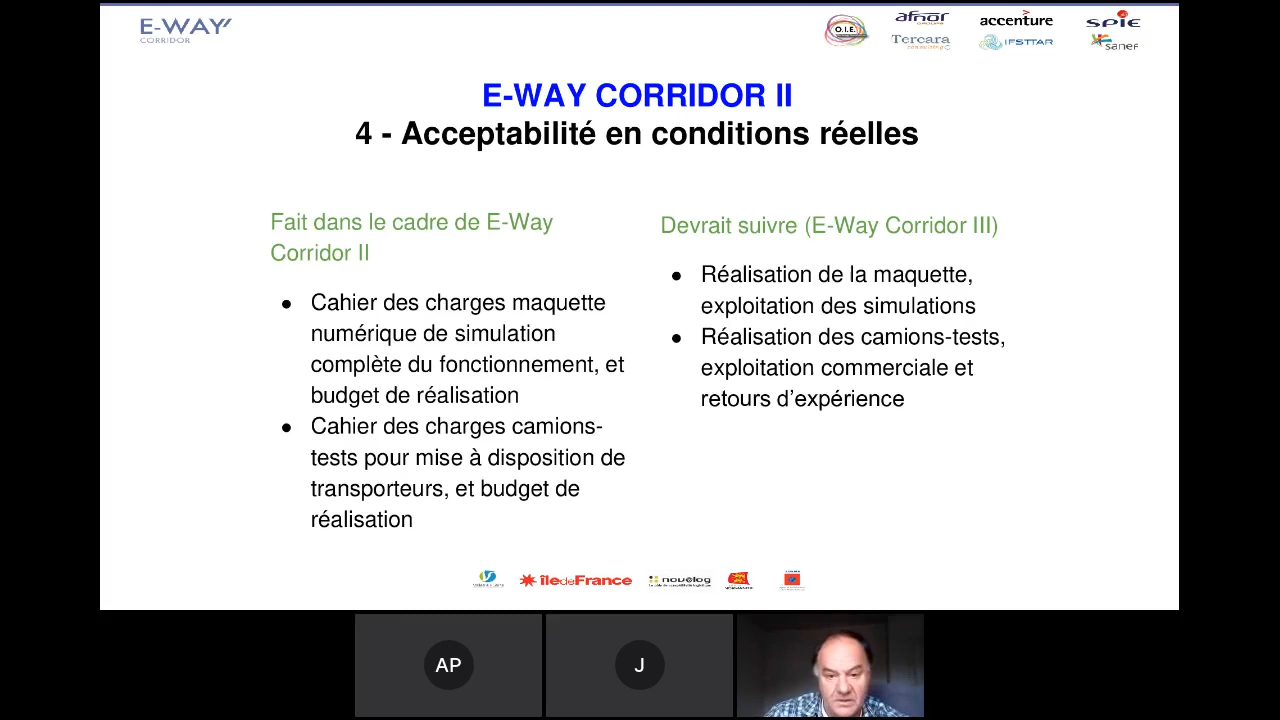 E-WAY
CORRIDOR
O.I.E.
afnor
GROUPE
accenture
SPIE
Tercara
consulting
IFSTTAR
sanef
E-WAY CORRIDOR II
4 - Acceptabilité en conditions réelles
Fait dans le cadre de E-Way
Corridor II
● Cahier des charges maquette
numérique de simulation
complète du fonctionnement, et
budget de réalisation
● Cahier des charges camions-
tests pour mise à disposition de
transporteurs, et budget de
réalisation
Devrait suivre (E-Way Corridor III)
● Réalisation de la maquette,
exploitation des simulations
● Réalisation des camions-tests,
exploitation commerciale et
retours d’expérience
îledeFrance
novélog
AP
J